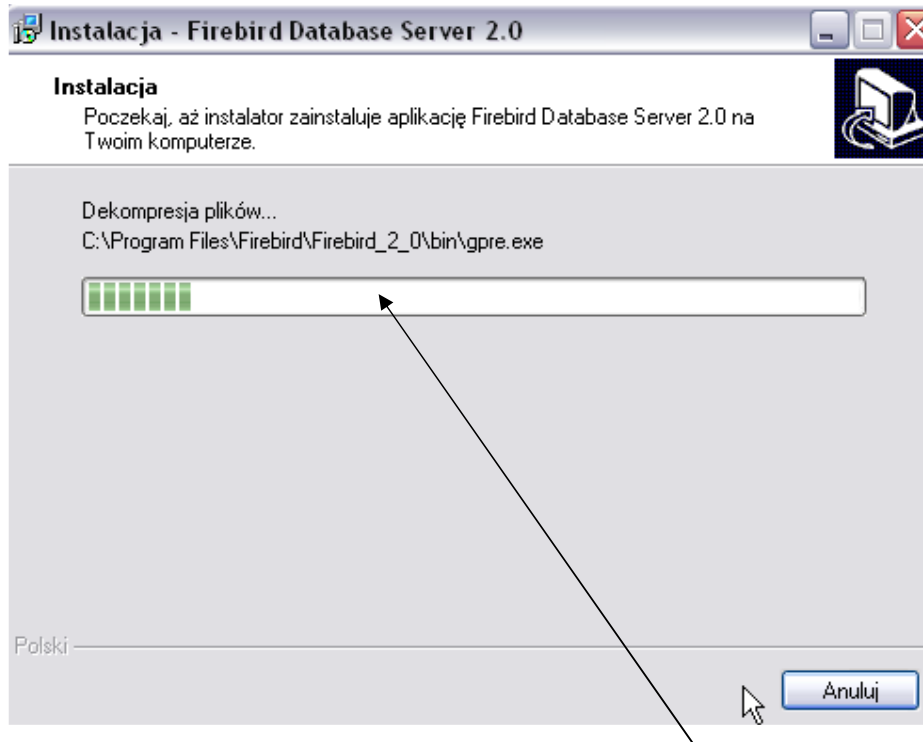 Instalacja - Firebird Database Server 2.0
Instalacja
Poczekaj, aż instalator zainstaluje aplikację Firebird Database Server 2.0 na
Twoim komputerze.
Dekompresja plików...
C:\Program Files\Firebird\Firebird_2_0\bin\gpre.exe
Polski
Anuluj